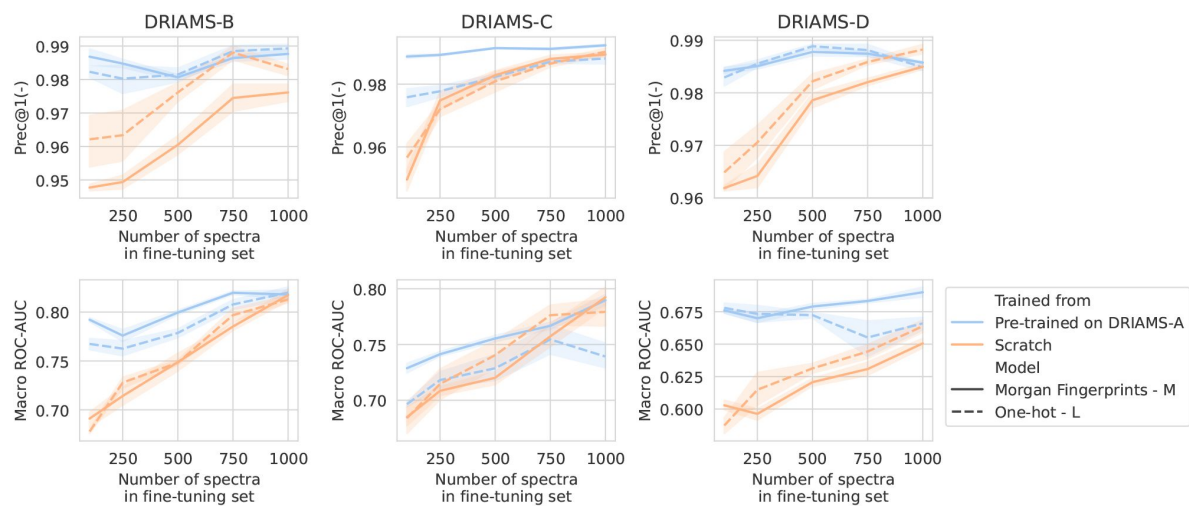 DRIAMS-B
DRIAMS-C
DRIAMS-D
Prec@1(-)
0.99
0.98
0.97
0.96
0.95
250 500 750 1000
Number of spectra
in fine-tuning set
Prec@1(-)
0.98
0.96
250 500 750 1000
Number of spectra
in fine-tuning set
Prec@1(-)
0.99
0.98
0.97
0.96
250 500 750 1000
Number of spectra
in fine-tuning set
Macro ROC-AUC
0.80
0.75
0.70
250 500 750 1000
Number of spectra
in fine-tuning set
Macro ROC-AUC
0.80
0.75
0.70
250 500 750 1000
Number of spectra
in fine-tuning set
Macro ROC-AUC
0.675
0.650
0.625
0.600
250 500 750 1000
Number of spectra
in fine-tuning set
Trained from
Pre-trained on DRIAMS-A
Scratch
Model
Morgan Fingerprints - M
One-hot - L